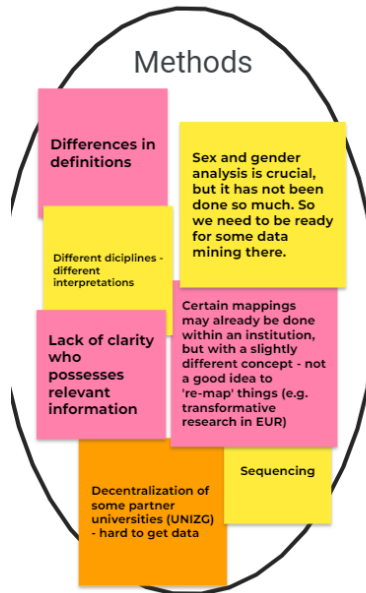 Methods
Differences in
definitions
Sex and gender
analysis is crucial,
but it has not been
done so much. So
we need to be ready
for some data
mining there.
Different diciplines -
different
interpretations
Certain mappings
may already be done
within an institution,
but with a slightly
different concept - not
a good idea to
're-map' things (e.g.
transformative
research in EUR)
Lack of clarity
who
possesses
relevant
information
Sequencing
Decentralization of
some partner
universities (UNIZG)
- hard to get data